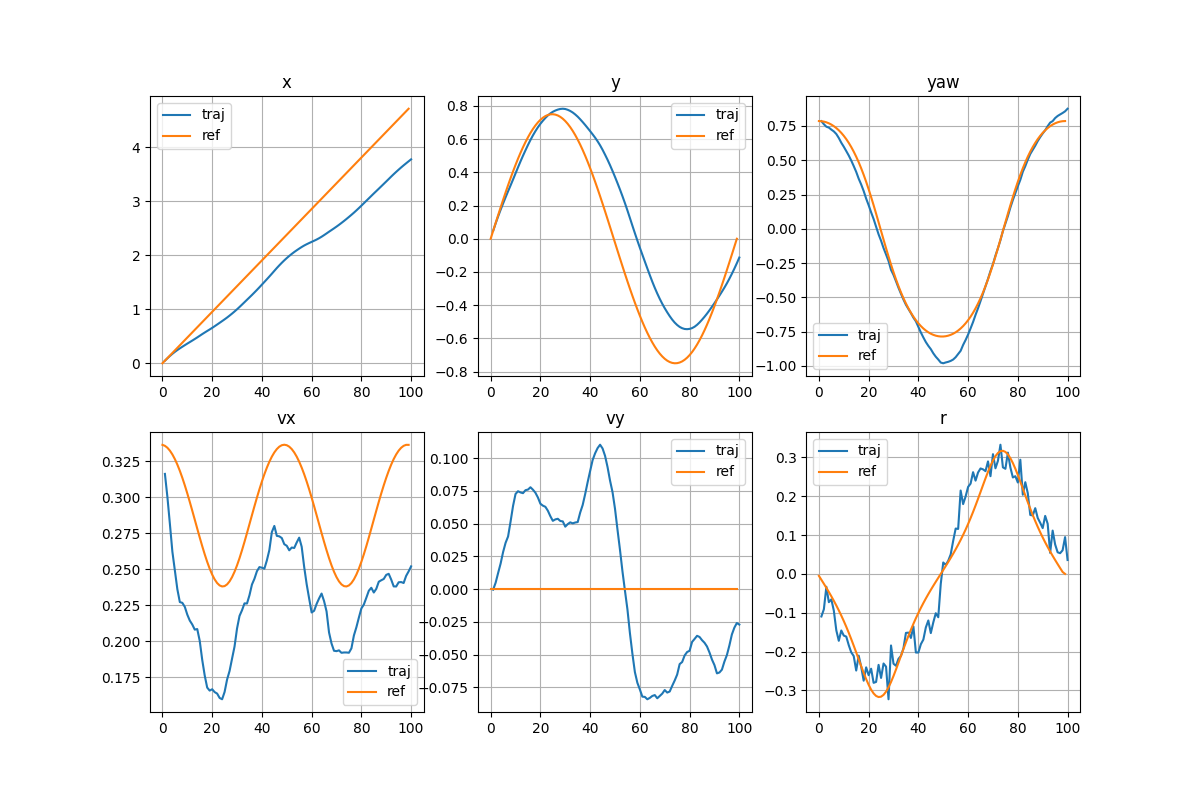 x
traj
ref
4
3
2
1
0
0 20 40 60 80 100
y
traj
ref
0.8
0.6
0.4
0.2
0.0
−0.2
−0.4
−0.6
−0.8
0 20 40 60 80 100
yaw
0.75
0.50
0.25
0.00
−0.25
−0.50
−0.75
−1.00
traj
ref
0 20 40 60 80 100
vx
0.325
0.300
0.275
0.250
0.225
0.200
0.175
traj
ref
0 20 40 60 80 100
vy
traj
ref
0.100
0.075
0.050
0.025
0.000
−0.025
−0.050
−0.075
0 20 40 60 80 100
r
traj
ref
0.3
0.2
0.1
0.0
−0.1
−0.2
−0.3
0 20 40 60 80 100